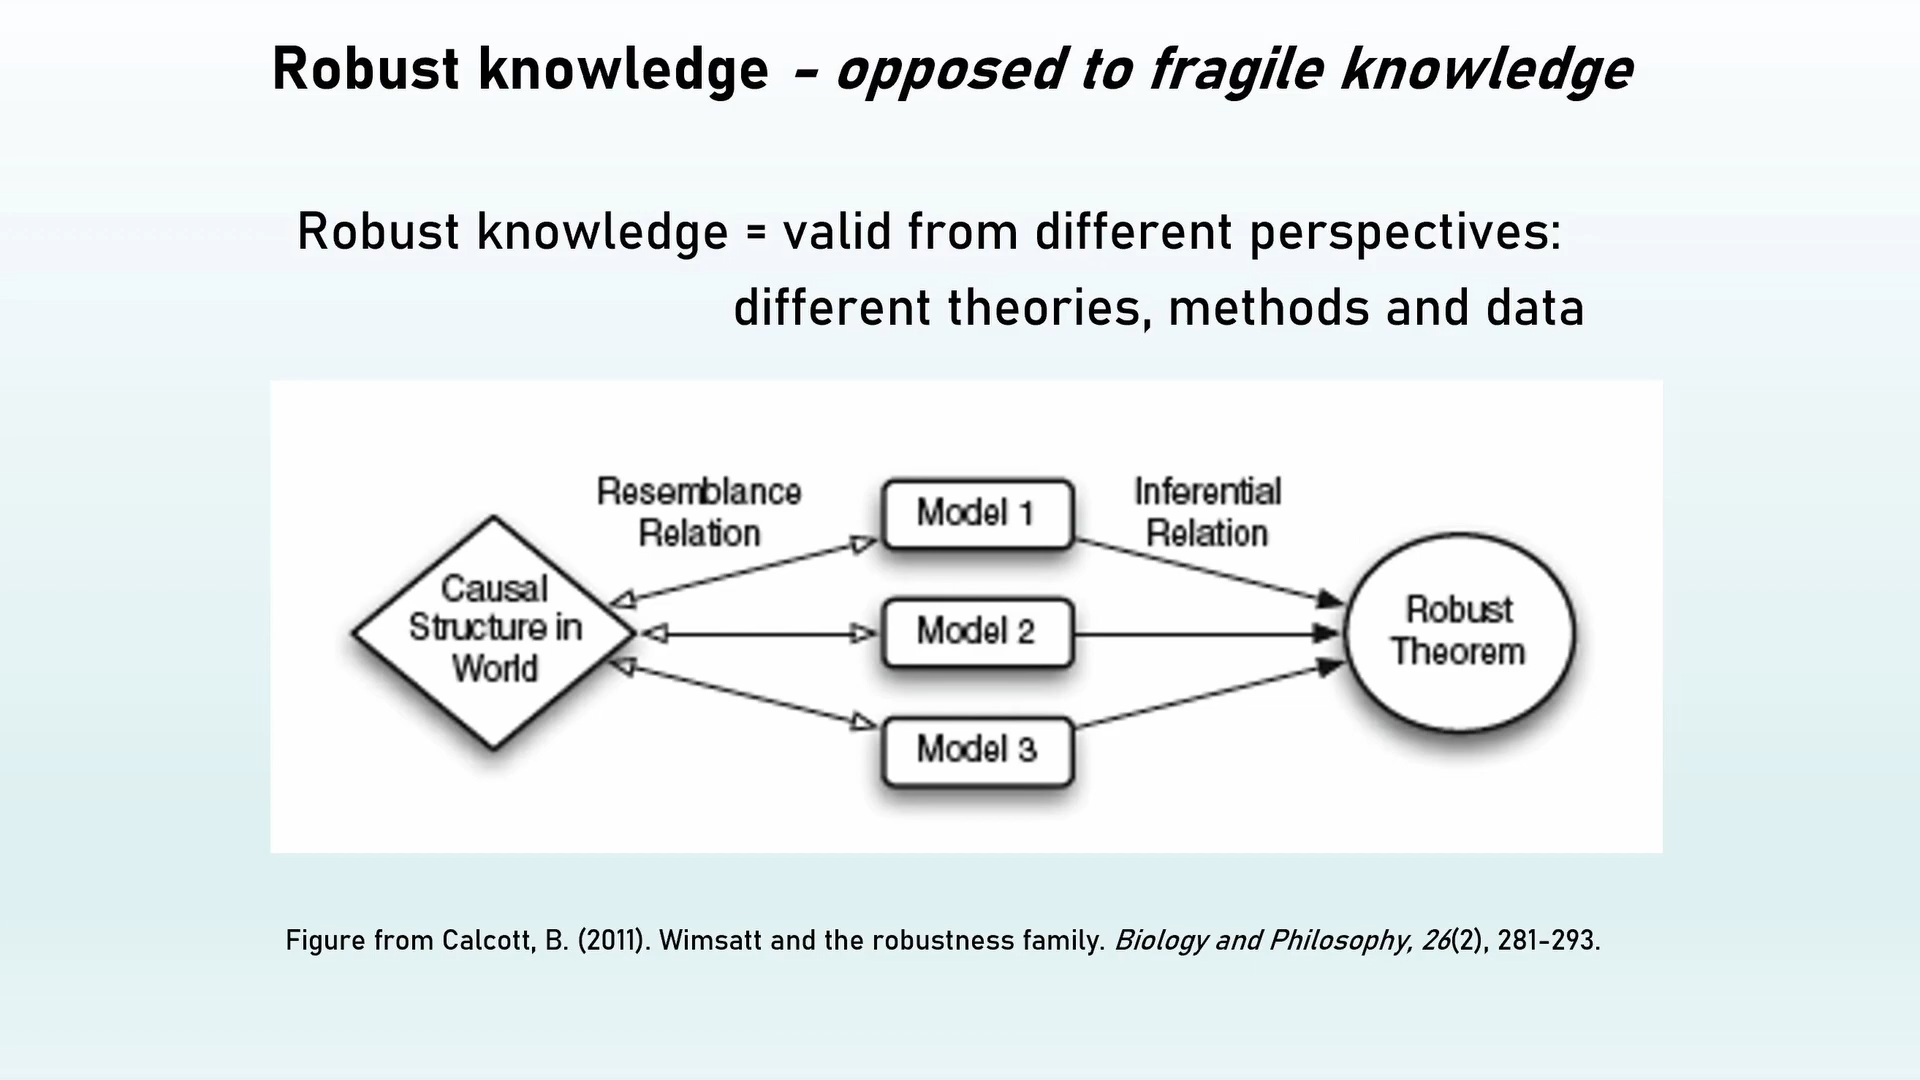 Robust knowledge - opposed to fragile knowledge
Robust knowledge = valid from different perspectives:
different theories, methods and data
Resemblance
Relation
Model 1
Inferential
Relation
Causal
Structure in
World
Model 2
Robust
Theorem
Model 3
Figure from Calcott, B. (2011). Wimsatt and the robustness family. Biology and Philosophy, 26(2), 281-293.